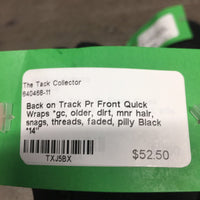 The Tack Collector
640468-11
Back on Track Pr Front Quick
Wraps *gc, older, dirt, mnr hair,
snags, threads, faded, pilly Black
"14"
TXJ5BX
$52.50